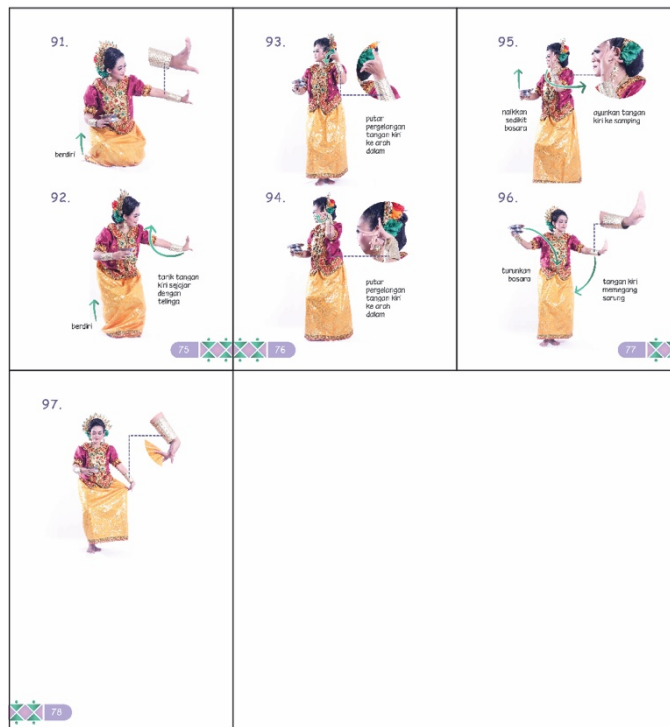 91.
berdiri
92.
tarik tangan
kiri sejajar
dengan
telinga
berdiri
75
93.
putar
pergelangan
tangan kiri
ke arah
dalam
94.
putar
pergelangan
tangan kiri
ke arah
dalam
76
95.
naikkan
sedikit
bosara
ayunkan tangan
kiri ke samping
96.
turunkan
bosara
tangan kiri
memegang
sarung
77
97.
78